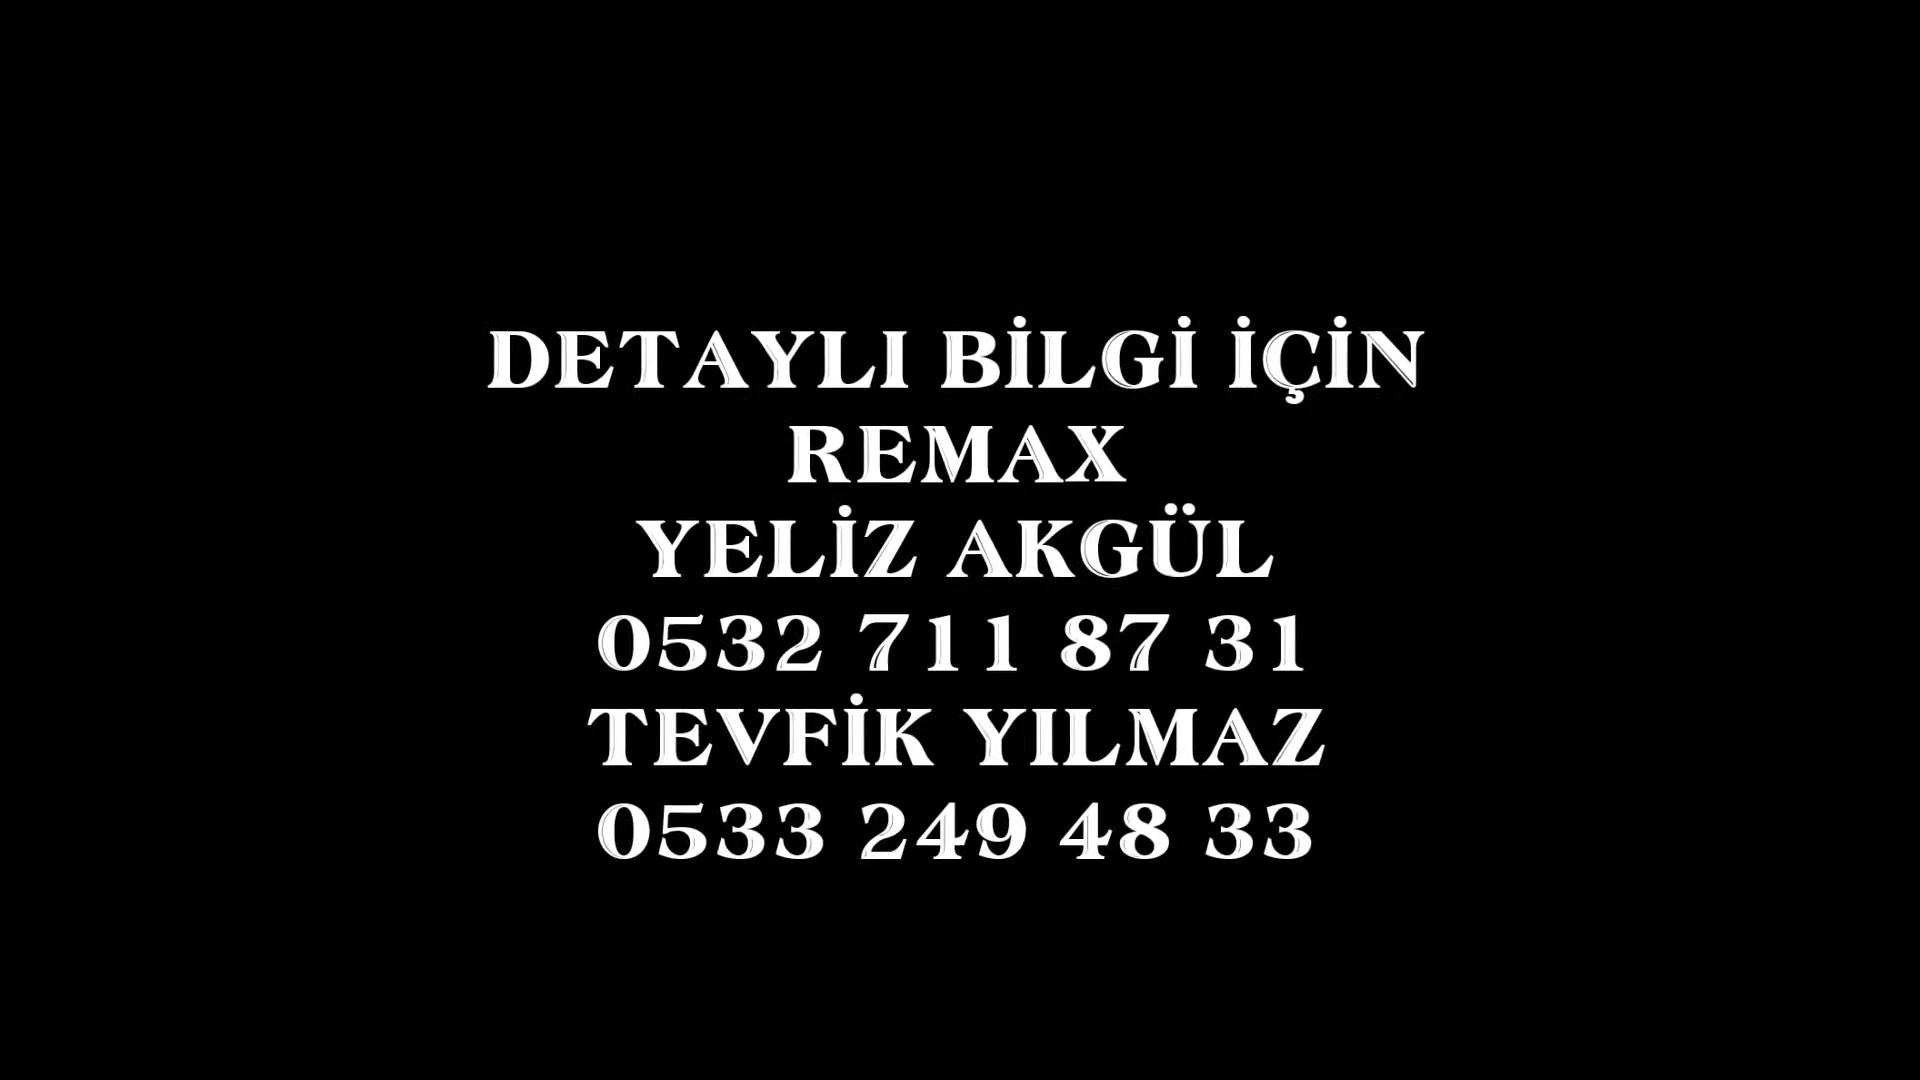 DETAYLI BİLGİ İÇİN
REMAX
YELİZ AKGÜL
0532 711 87 31
TEVFİK YILMAZ
0533 249 48 33